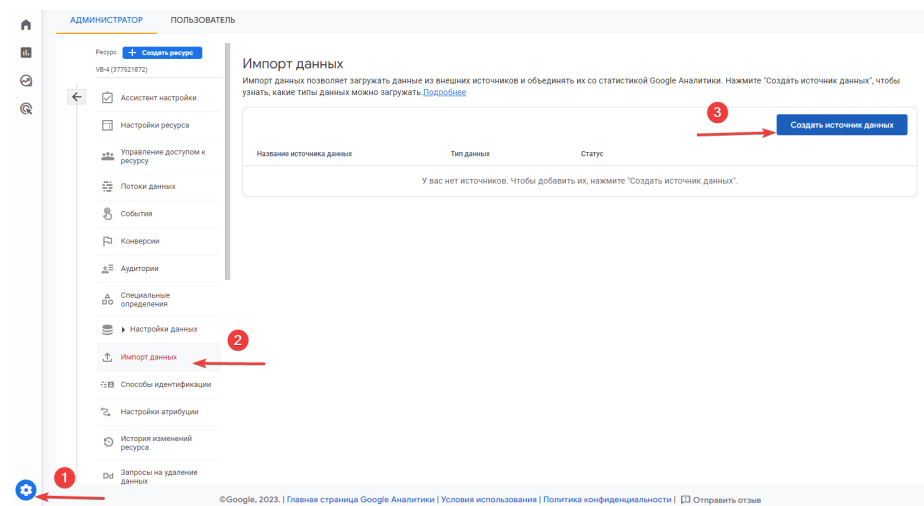 АДМИНИСТРАТОР ПОЛЬЗОВАТЕЛЬ
Ресурс + Создать ресурс
VB-4 (377521872)
Ассистент настройки
Настройки ресурса
Управление доступом к
ресурсу
Потоки данных
События
Конверсии
Аудитории
Специальные
определения
Настройки данных
2
Импорт данных
Способы идентификации
Настройки атрибуции
История изменений
ресурса
1
Dd Запросы на удаление
данных
Импорт данных
Импорт данных позволяет загружать данные из внешних источников и объединять их со статистикой Google Аналитики. Нажмите "Создать источник данных", чтобы
узнать, какие типы данных можно загружать.Подробнее
3
Создать источник данных
Название источника данных Тип данных Статус
У вас нет источников. Чтобы добавить их, нажмите "Создать источник данных".
©Google, 2023. | Главная страница Google Аналитики | Условия использования | Политика конфиденциальности | Отправить отзыв